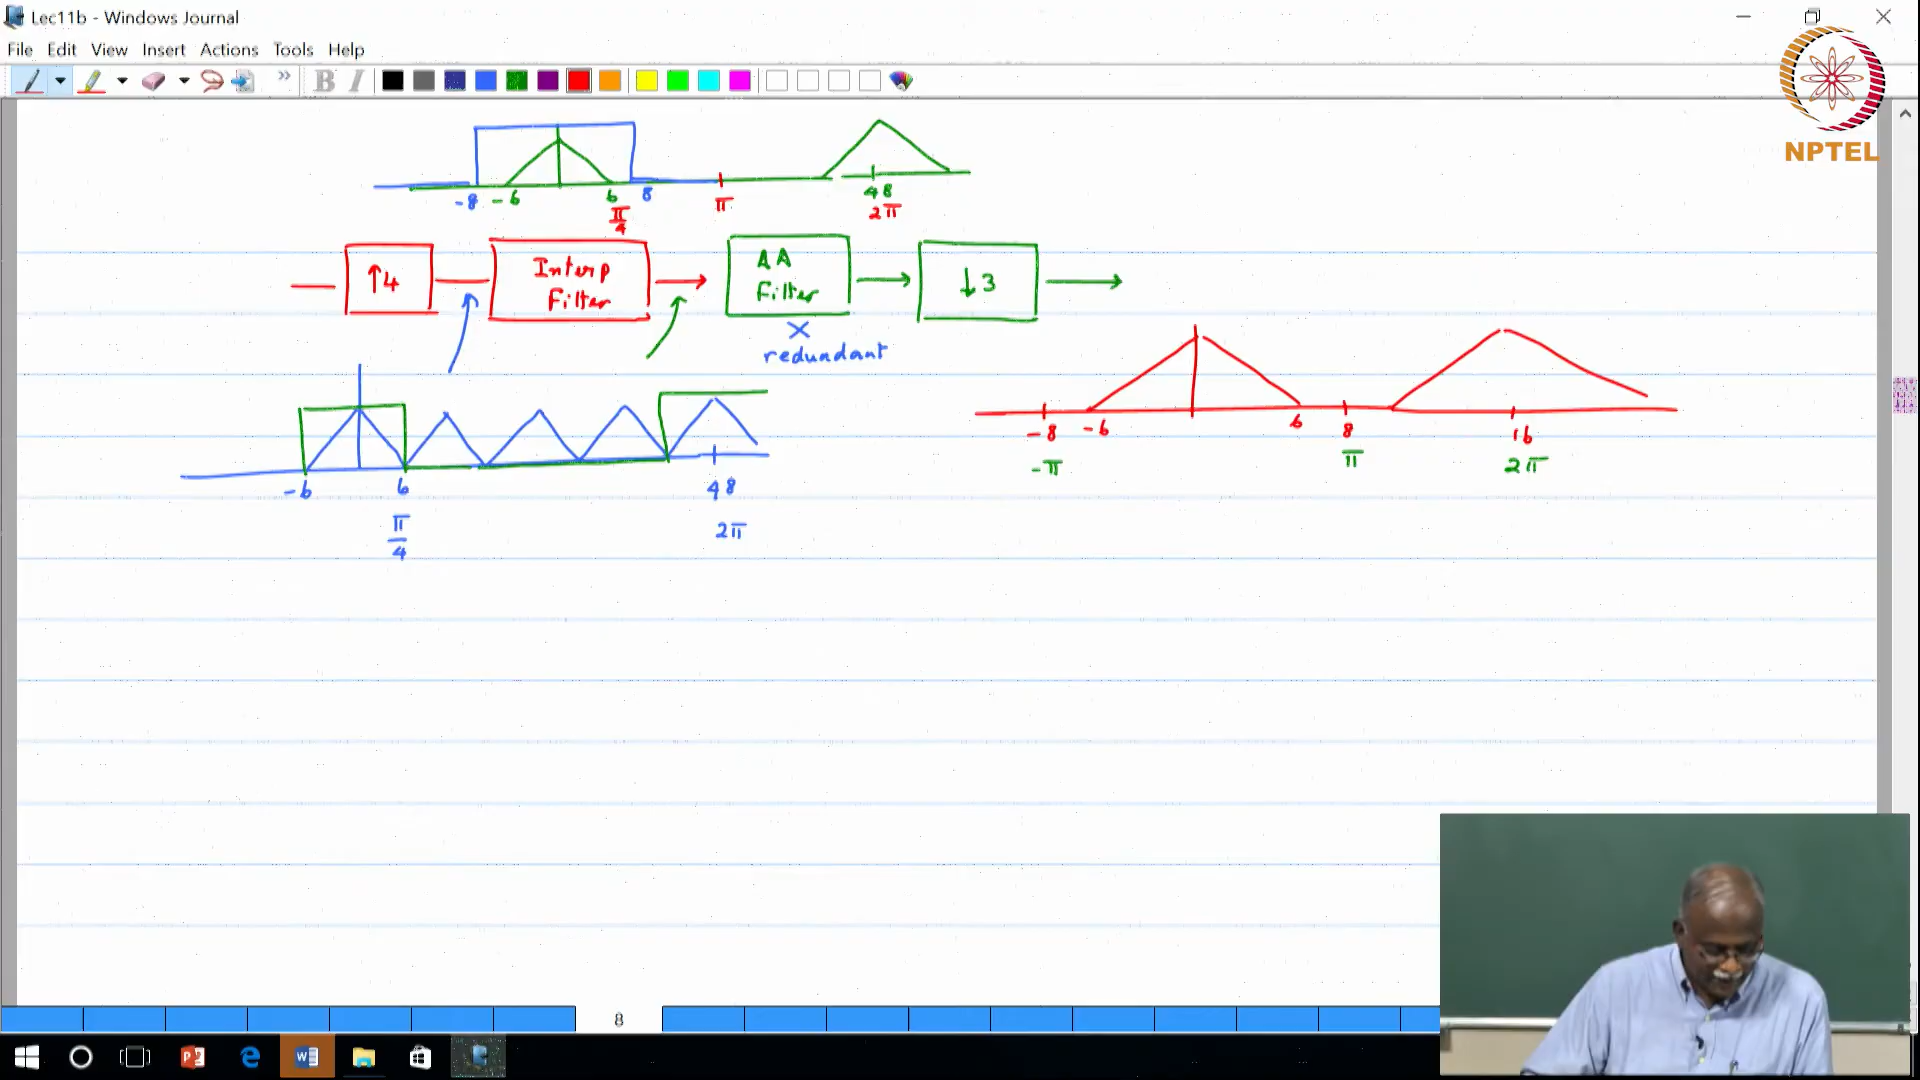 Lec11b - Windows Journal
File Edit View Insert Actions Tools Help
B I
NPTEL
-8 -6 6 8 π 48
π/4 2π
↑4
Interp
Filter
AA
Filter
↓3
x
redundant
-6 6 48
π/4 2π
-8 -6 6 8 16
-π π 2π
8